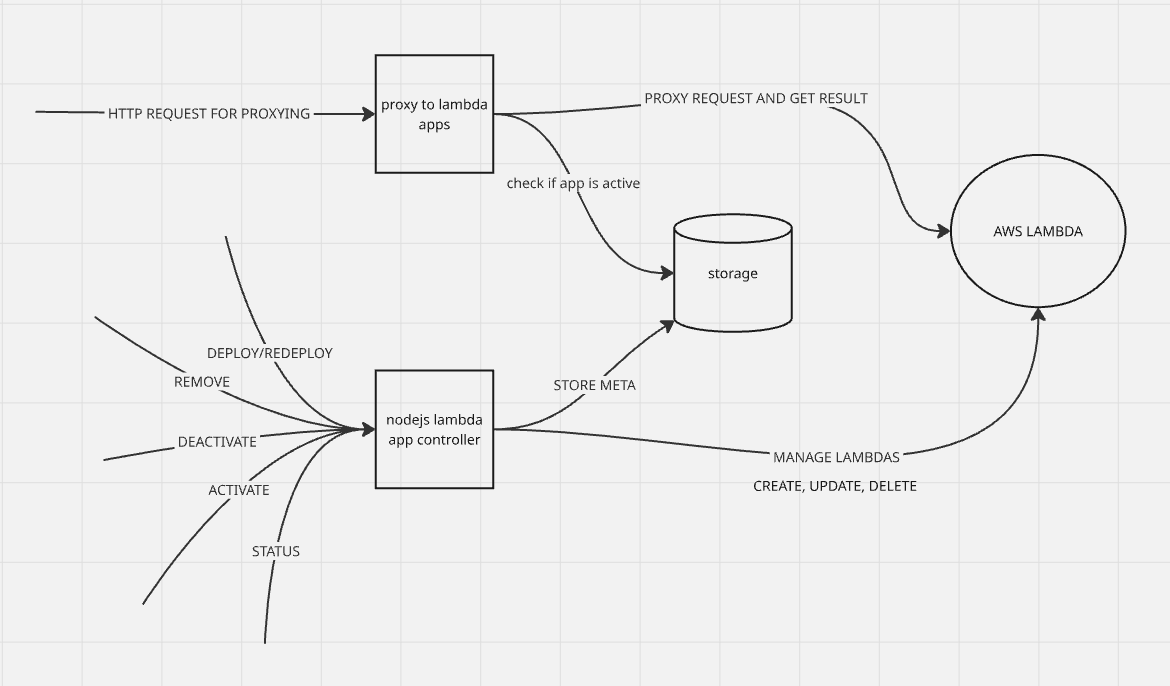 HTTP REQUEST FOR PROXYING
proxy to lambda
apps
PROXY REQUEST AND GET RESULT
check if app is active
storage
AWS LAMBDA
DEPLOY/REDEPLOY
REMOVE
DEACTIVATE
ACTIVATE
STATUS
nodejs lambda
app controller
STORE META
MANAGE LAMBDAS
CREATE, UPDATE, DELETE